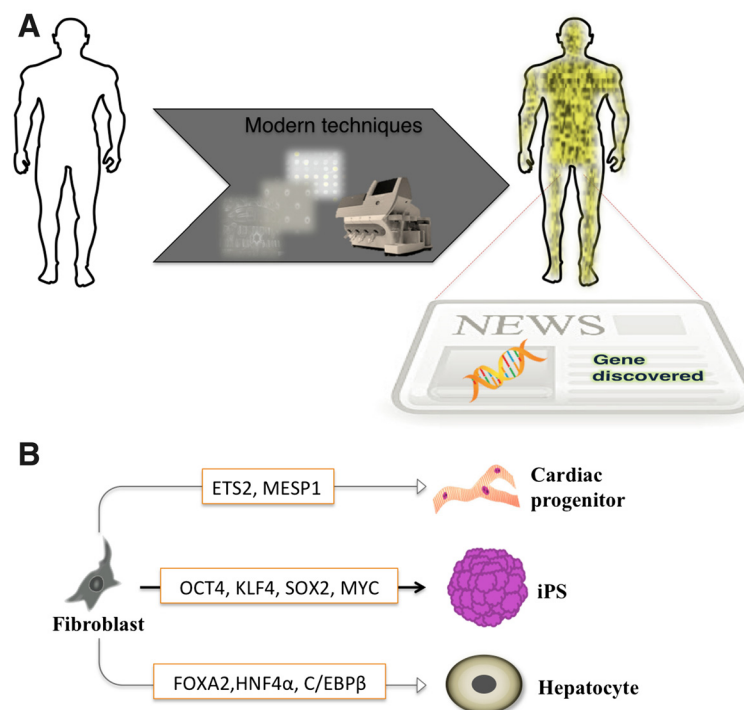 A
Modern techniques
NEWS
Gene
discovered
B
ETS2, MESP1
Cardiac
progenitor
OCT4, KLF4, SOX2, MYC
iPS
Fibroblast
FOXA2,HNF4α, C/EBPβ
Hepatocyte